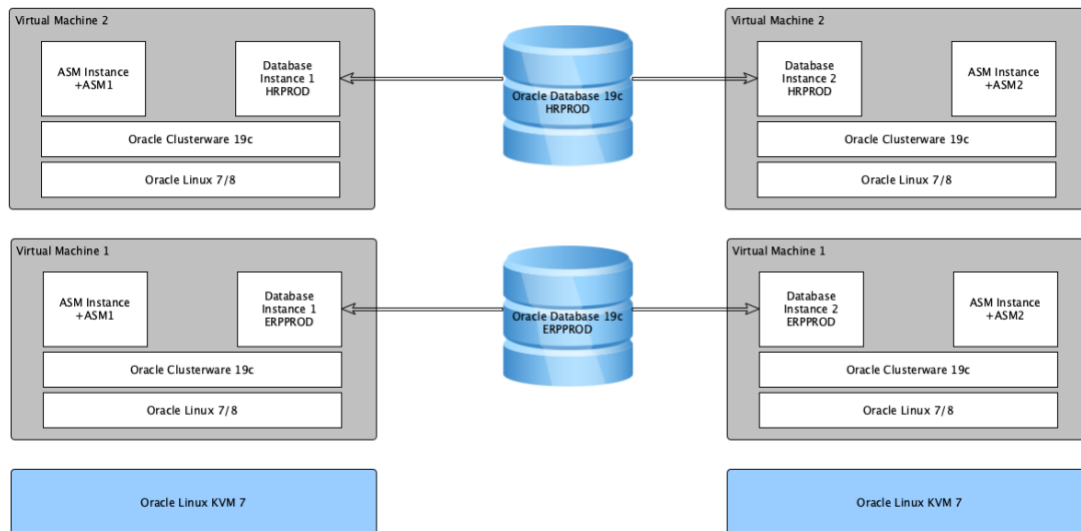 Virtual Machine 2
ASM Instance
+ASM1
Database
Instance 1
HRPROD
Oracle Clusterware 19c
Oracle Linux 7/8
Oracle Database 19c
HRPROD
Virtual Machine 2
Database
Instance 2
HRPROD
ASM Instance
+ASM2
Oracle Clusterware 19c
Oracle Linux 7/8
Virtual Machine 1
ASM Instance
+ASM1
Database
Instance 1
ERPPROD
Oracle Clusterware 19c
Oracle Linux 7/8
Oracle Database 19c
ERPPROD
Virtual Machine 1
Database
Instance 2
ERPPROD
ASM Instance
+ASM2
Oracle Clusterware 19c
Oracle Linux 7/8
Oracle Linux KVM 7
Oracle Linux KVM 7